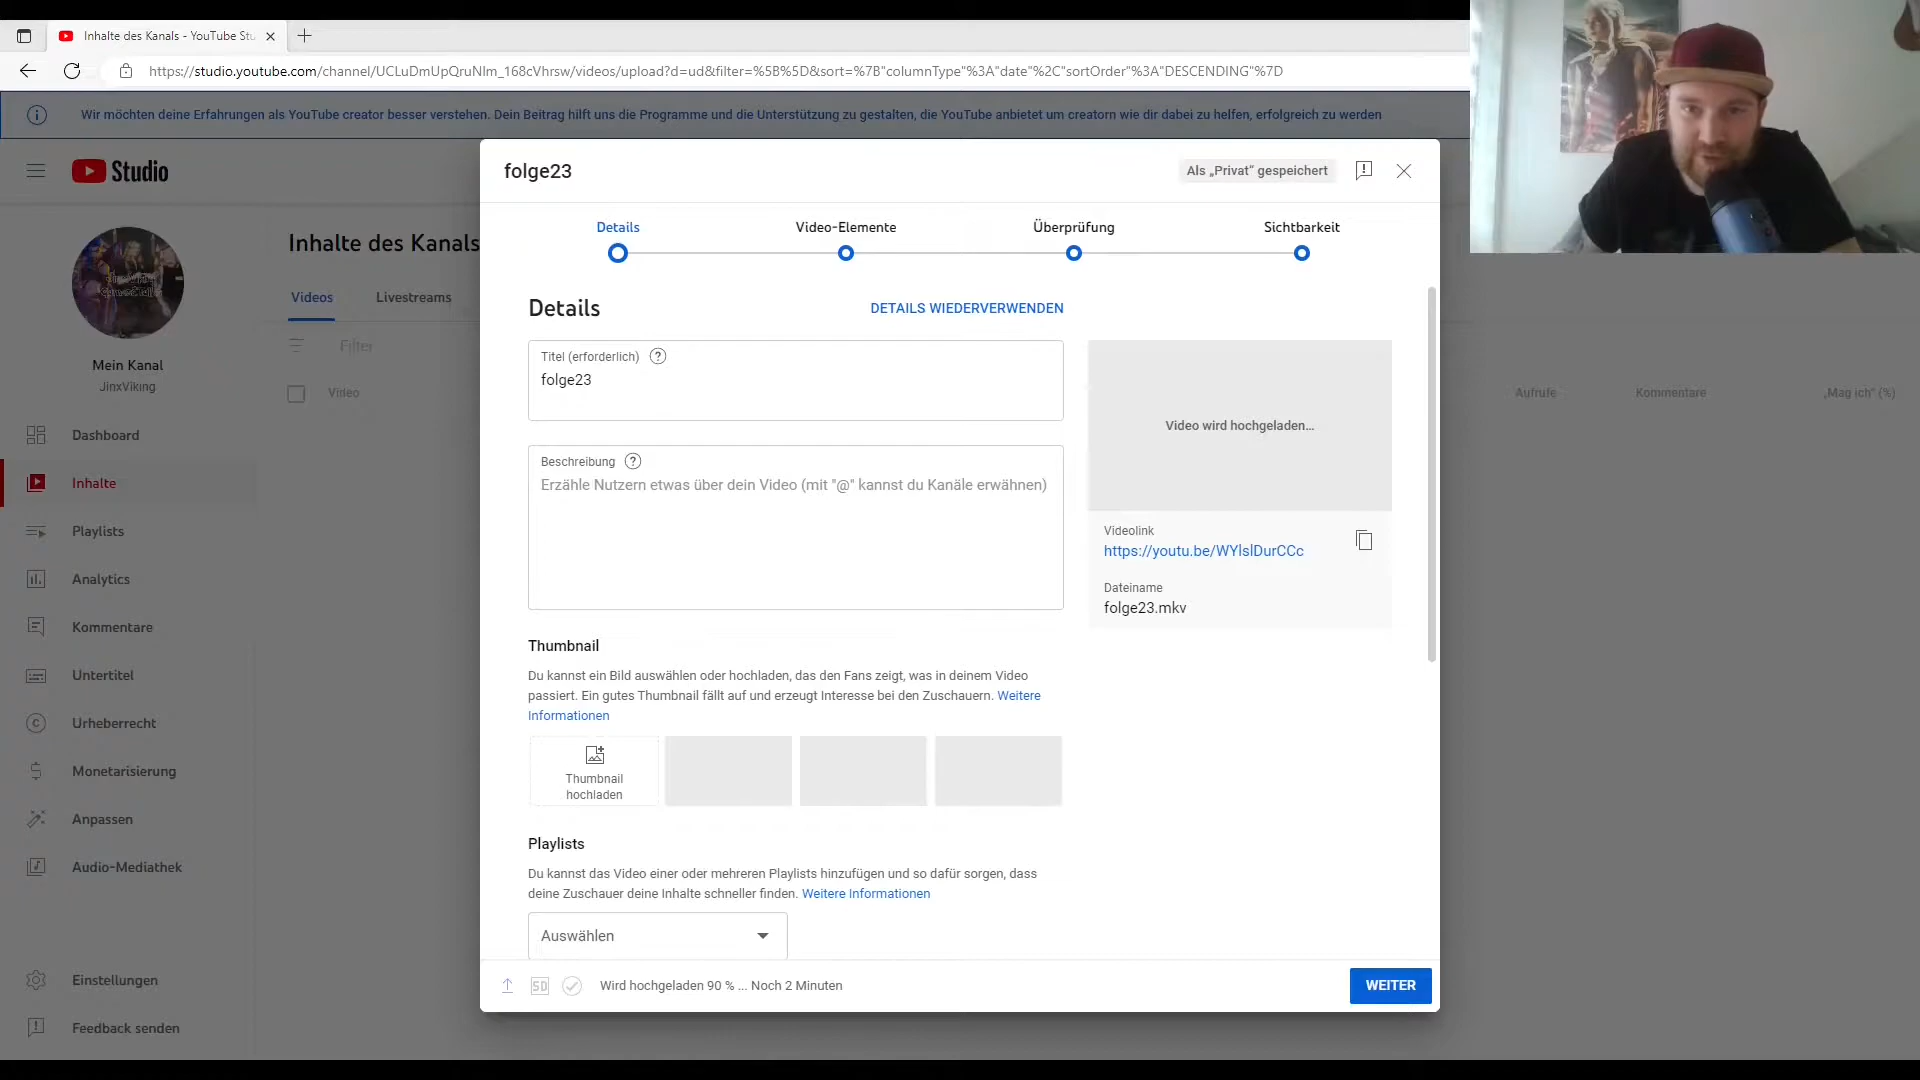 Inhalte des Kanals - YouTube Stu
https://studio.youtube.com/channel/UCLuDmUpQruNlm_168cVhrsw/videos/upload?d=ud&filter=%5B%5D&sort=%7B"columnType"%3A"date"%2C"sortOrder"%3A"DESCENDING"%7D
Wir möchten deine Erfahrungen als YouTube creator besser verstehen. Dein Beitrag hilft uns die Programme und die Unterstützung zu gestalten, die YouTube anbietet um creatorn wie dir dabei zu helfen, erfolgreich zu werden
Studio
Mein Kanal
JinxViking
Dashboard
Inhalte
Playlists
Analytics
Kommentare
Untertitel
Urheberrecht
Monetarisierung
Anpassen
Audio-Mediathek
Einstellungen
Feedback senden
Inhalte des Kanals
Videos
Livestreams
Filter
Video
Aufrufe
Kommentare
„Mag ich" (%)
folge23
Als „Privat" gespeichert
Details
Video-Elemente
Überprüfung
Sichtbarkeit
Details
DETAILS WIEDERVERWENDEN
Titel (erforderlich)
folge23
Beschreibung
Erzähle Nutzern etwas über dein Video (mit "@" kannst du Kanäle erwähnen)
Video wird hochgeladen...
Videolink
https://youtu.be/WYlslDurCCc
Dateiname
folge23.mkv
Thumbnail
Du kannst ein Bild auswählen oder hochladen, das den Fans zeigt, was in deinem Video
passiert. Ein gutes Thumbnail fällt auf und erzeugt Interesse bei den Zuschauern. Weitere
Informationen
Thumbnail
hochladen
Playlists
Du kannst das Video einer oder mehreren Playlists hinzufügen und so dafür sorgen, dass
deine Zuschauer deine Inhalte schneller finden. Weitere Informationen
Auswählen
SD
Wird hochgeladen 90 % ... Noch 2 Minuten
WEITER